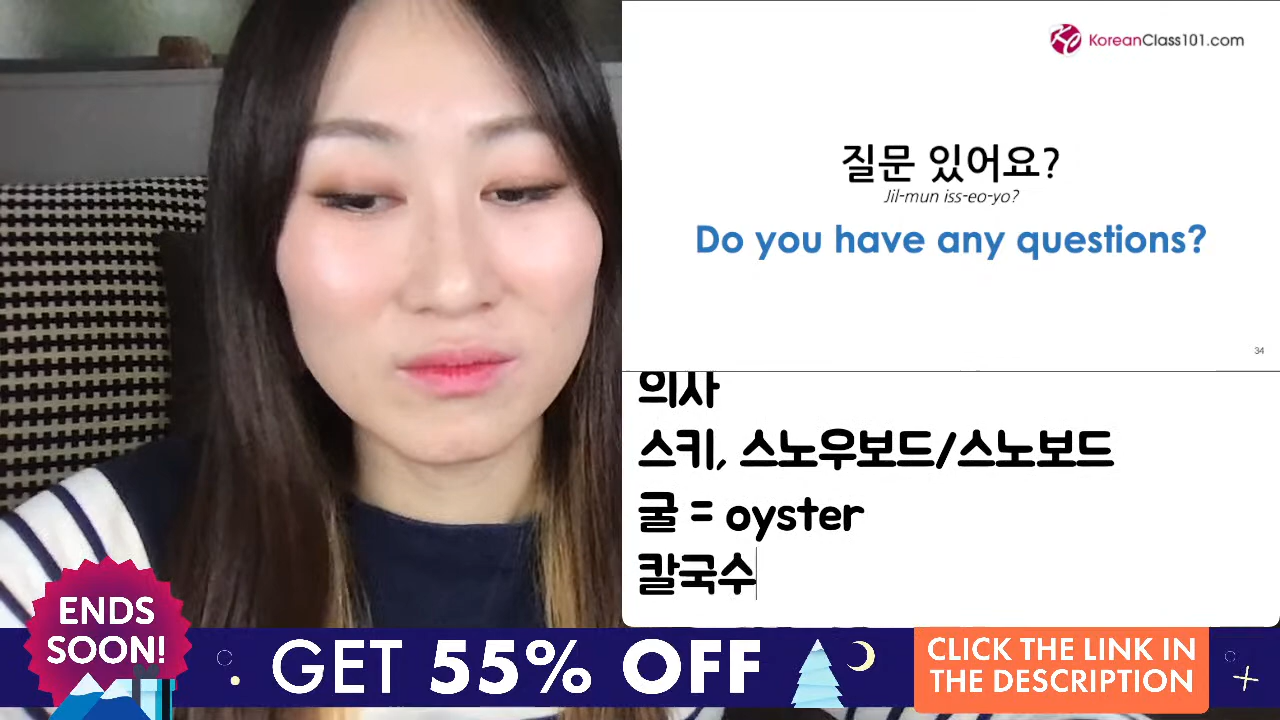 KoreanClass101.com
질문 있어요?
Jil-mun iss-eo-yo?
Do you have any questions?
34
의사
스키, 스노우보드/스노보드
굴 = oyster
칼국수
ENDS
SOON!
GET 55% OFF
CLICK THE LINK IN
THE DESCRIPTION